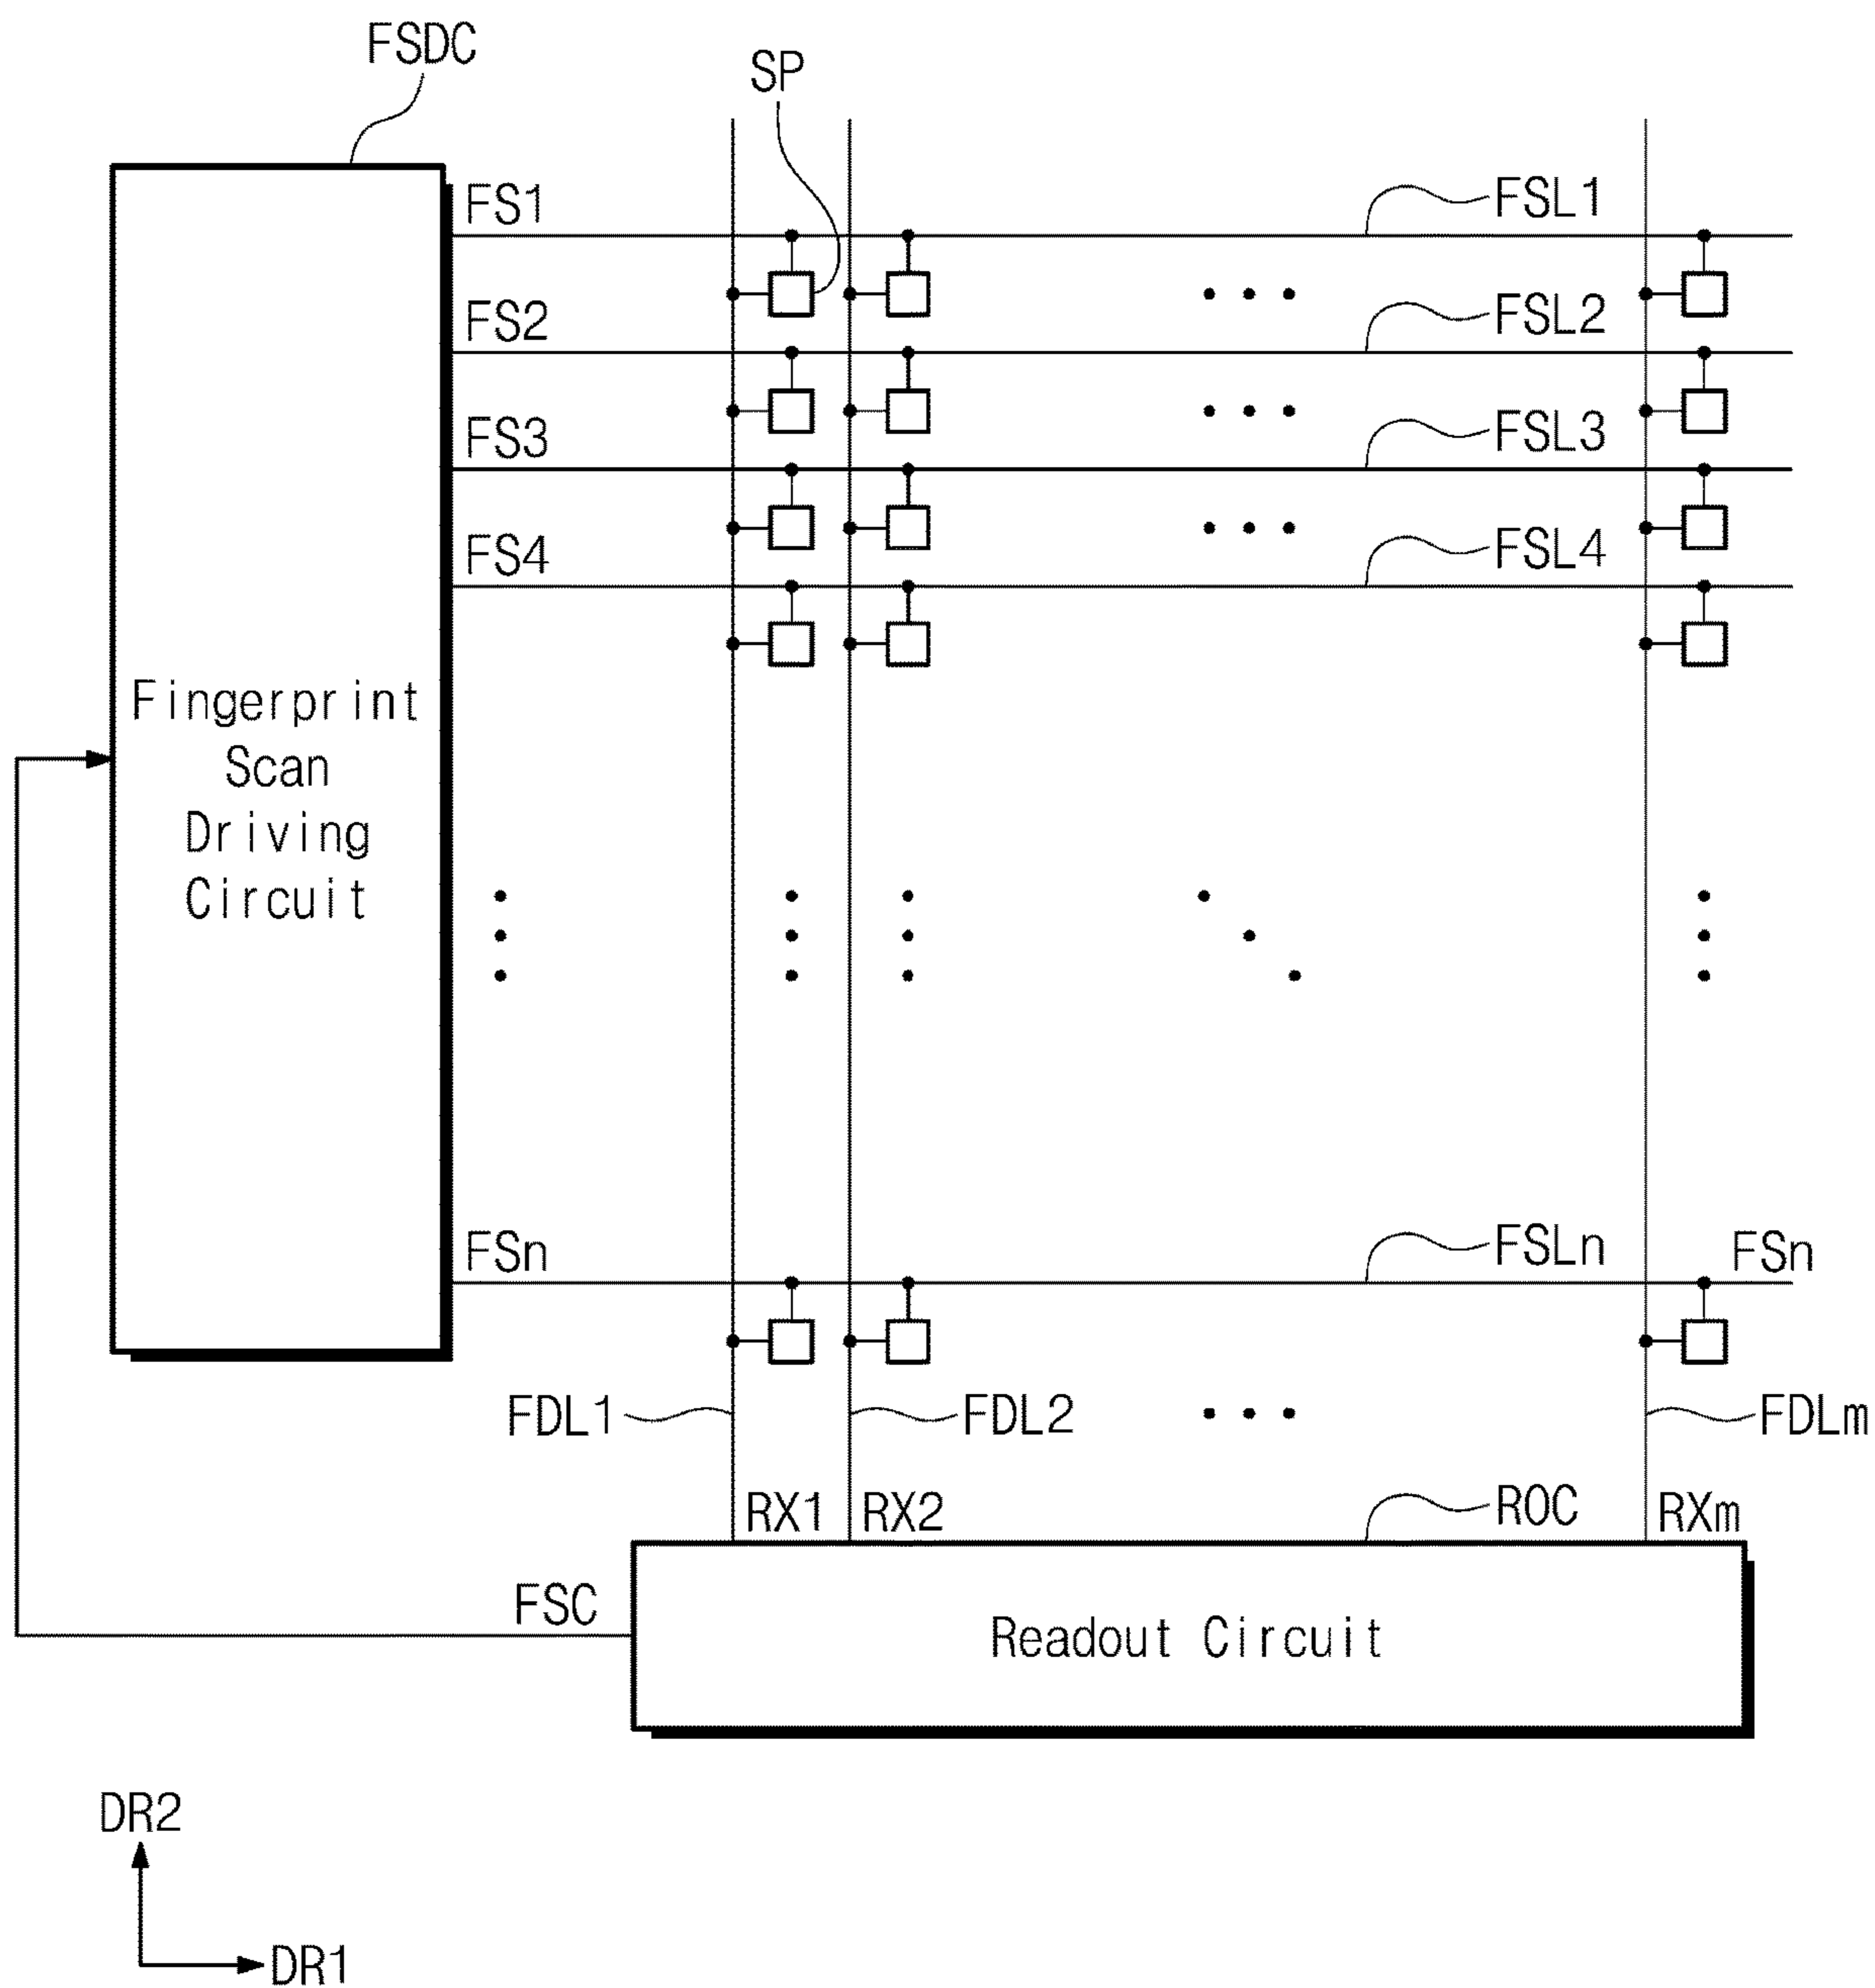 FSDC
SP
FS1
FSL1
FS2
FSL2
FS3
FSL3
FS4
FSL4
Fingerprint
Scan
Driving
Circuit
FSn
FSLn
FSn
FDL1
FDL2
FDLm
RX1
RX2
ROC
RXm
FSC
Readout Circuit
DR2
DR1